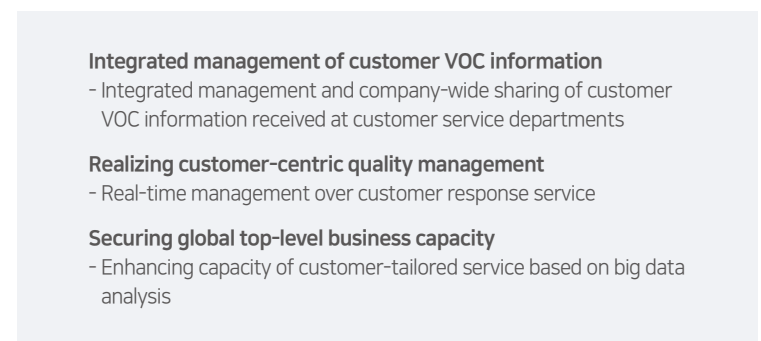 Integrated management of customer VOC information
- Integrated management and company-wide sharing of customer
VOC information received at customer service departments
Realizing customer-centric quality management
- Real-time management over customer response service
Securing global top-level business capacity
- Enhancing capacity of customer-tailored service based on big data
analysis